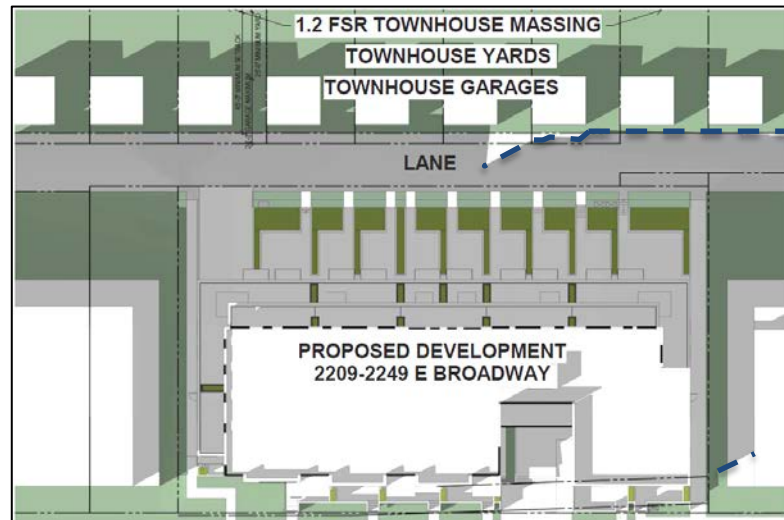 1.2 FSR TOWNHOUSE MASSING
TOWNHOUSE YARDS
TOWNHOUSE GARAGES
LANE
PROPOSED DEVELOPMENT
2209-2249 E BROADWAY